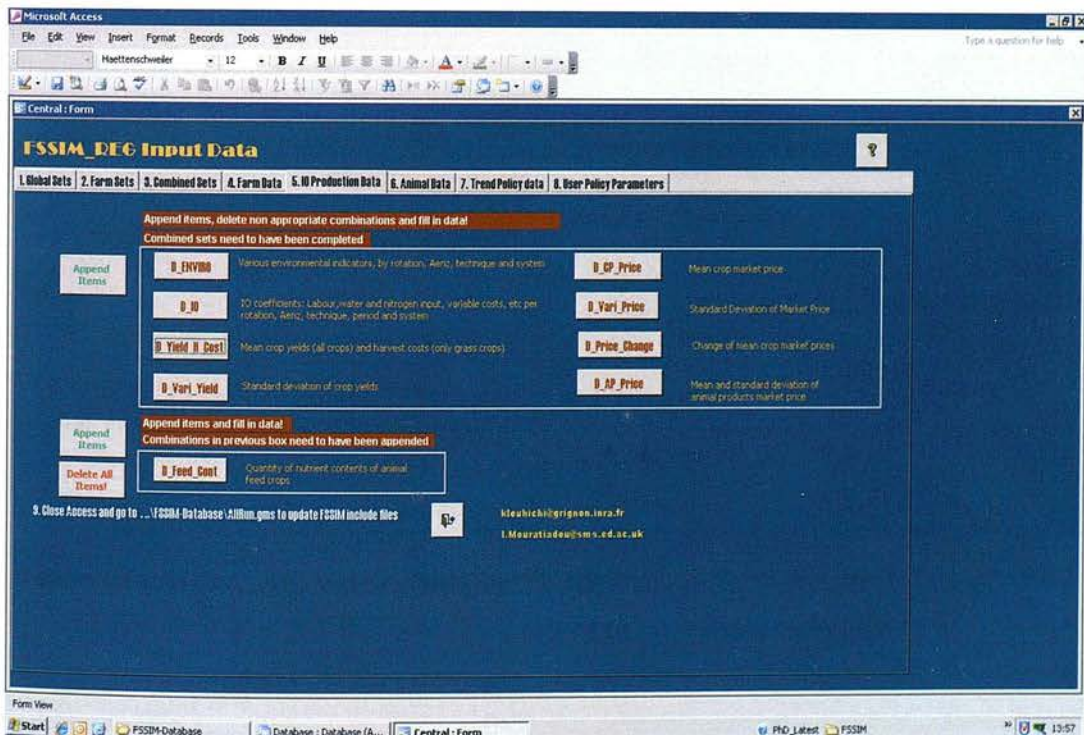 Microsoft Access
File Edit View Insert Format Records Tools Window Help
Type a question for help
Haettenschweiler 12 B I U
Central : Form
FSSIM_REG Input Data
?
1. Global Sets 2. Farm Sets 3. Combined Sets 4. Farm Data 5. IO Production Data 6. Animal Data 7. Trend Policy data 8. User Policy Parameters
Append items, delete non appropriate combinations and fill in data!
Combined sets need to have been completed
Append Items
D_ENVIRO Various environmental indicators, by rotation, Aenz, technique and system
D_IO IO coefficients: Labour,water and nitrogen input, variable costs, etc per rotation, Aenz, technique, period and system
D_Yield_H_Cost Mean crop yelds (all crops) and harvest costs (only grass crops)
D_Vari_Yield Standard deviation of crop yelds
D_CP_Price Mean crop market price
D_Vari_Price Standard Deviation of Market Price
D_Price_Change Change of mean crop market prices
D_AP_Price Mean and standard deviation of animal products market price
Append items and fill in data!
Combinations in previous box need to have been appended
Append Items
Delete All Items!
D_Feed_Cont Quantity of nutrient contents of animal feed crops
9. Close Access and go to ...\FSSIM-Database\AllRun.gms to update FSSIM include files
klouhichi@grignon.inra.fr
I.Mouratiadou@sms.ed.ac.uk
Form View
Start FSSIM-Database Database : Database (A... Central : Form PhD_Latest FSSIM 13:57